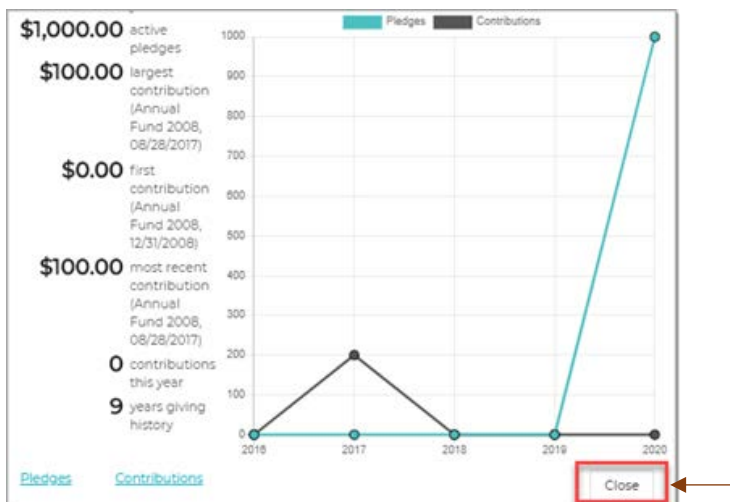 $1,000.00 active
pledges
$100.00 largest
contribution
(Annual
Fund 2008,
08/28/2017)
$0.00 first
contribution
(Annual
Fund 2008,
12/31/2008)
$100.00 most recent
contribution
(Annual
Fund 2008,
08/28/2017)
0 contributions
this year
9 years giving
history
Pledges Contributions
1000
900
800
700
600
500
400
300
200
100
0
2016 2017 2018 2019 2020
Pledges Contributions
Close